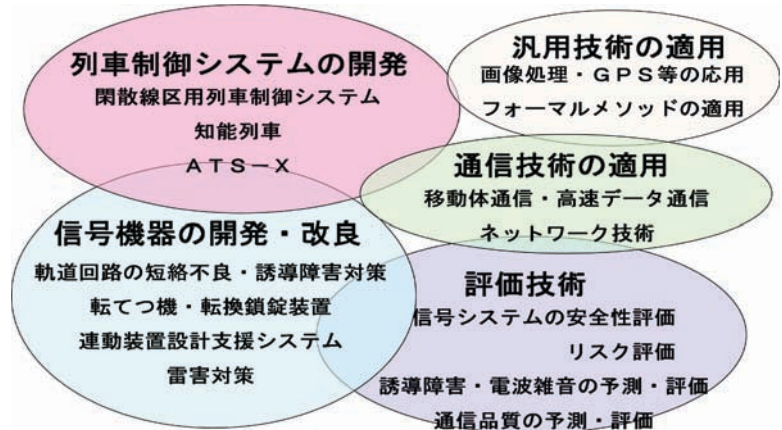 列車制御システムの開発
閑散線区用列車制御システム
知能列車
ＡＴＳ－Ｘ
汎用技術の適用
画像処理・ＧＰＳ等の応用
フォーマルメソッドの適用
通信技術の適用
移動体通信・高速データ通信
ネットワーク技術
信号機器の開発・改良
軌道回路の短絡不良・誘導障害対策
転てつ機・転換鎖錠装置
連動装置設計支援システム
雷害対策
評価技術
信号システムの安全性評価
リスク評価
誘導障害・電波雑音の予測・評価
通信品質の予測・評価